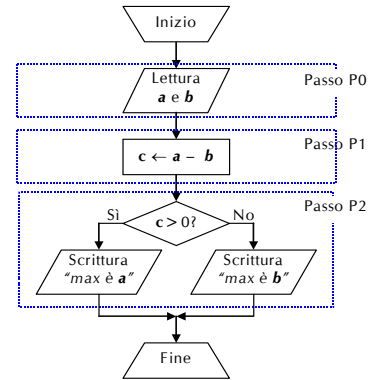 Inizio
Lettura
a e b
Passo P0
c ← a – b
Passo P1
Passo P2
c > 0?
Sì
No
Scrittura
“max è a”
Scrittura
“max è b”
Fine